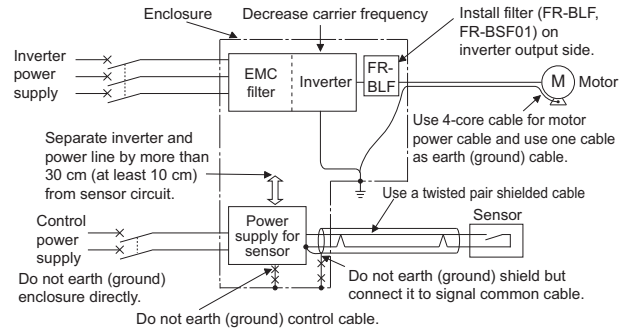 Enclosure
Decrease carrier frequency
Install filter (FR-BLF,
FR-BSF01) on
inverter output side.
Inverter
power
supply
EMC
filter
Inverter
FR-
BLF
M
Motor
Use 4-core cable for motor
power cable and use one cable
as earth (ground) cable.
Separate inverter and
power line by more than
30 cm (at least 10 cm)
from sensor circuit.
Use a twisted pair shielded cable
Control
power
supply
Power
supply for
sensor
Sensor
Do not earth (ground)
enclosure directly.
Do not earth (ground) shield but
connect it to signal common cable.
Do not earth (ground) control cable.